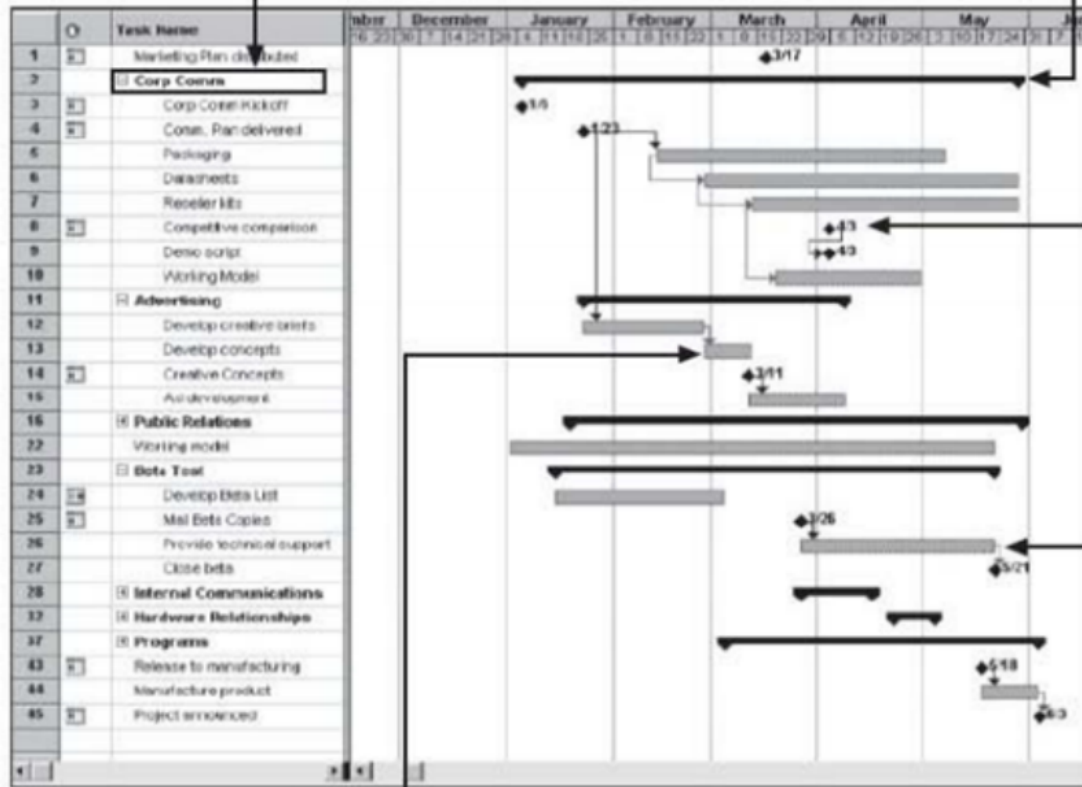 Task Name
December January February March April May
1 Marketing Plan distributed 3/17
2 Corp Comm
3 Corp Comm Kickoff 1/5
4 Comm. Plan delivered 1/23
5 Packaging
6 Datasheets
7 Reseller kits
8 Competitive comparison 4/3
9 Demo script 4/3
10 Working Model
11 Advertising
12 Develop creative briefs
13 Develop concepts
14 Creative Concepts 3/11
15 Ad development
16 Public Relations
22 Working model
23 Beta Test
24 Develop Beta List
25 Mail Beta Copies 3/26
26 Provide technical support
27 Close beta 5/21
28 Internal Communications
32 Hardware Relationships
37 Programs
43 Release to manufacturing 5/18
44 Manufacture product
45 Project announced 6/3